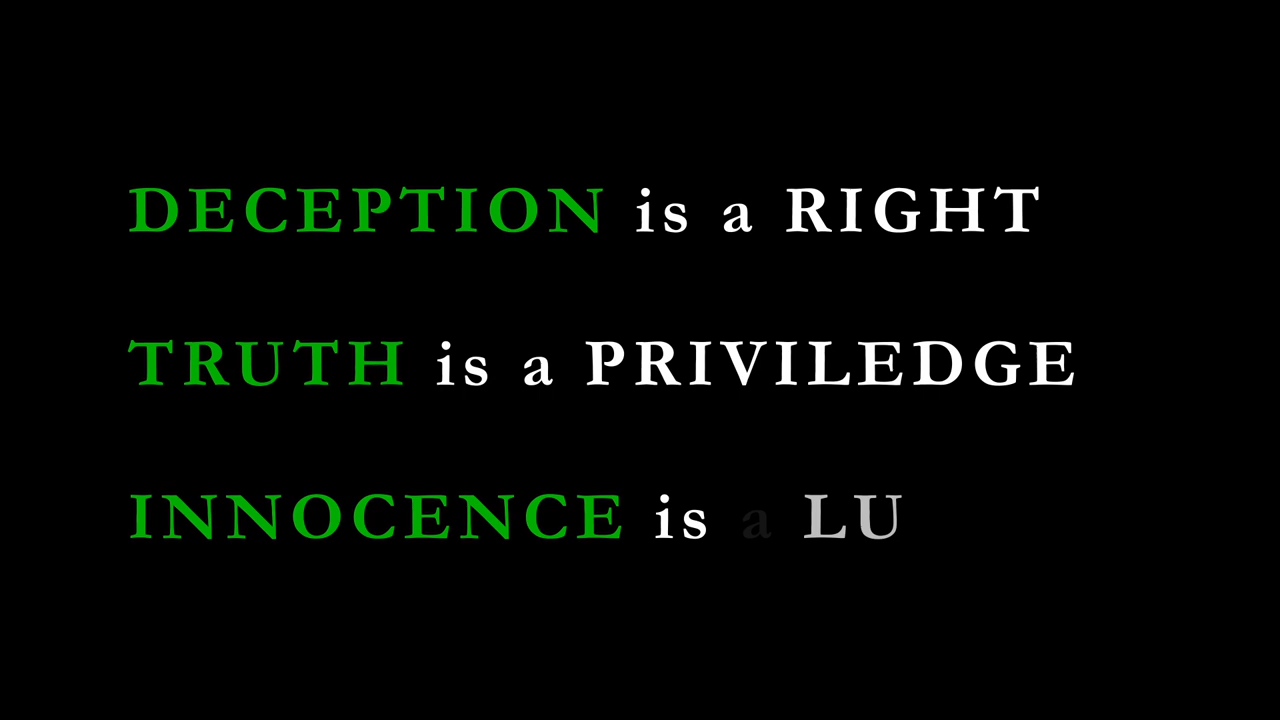 DECEPTION is a RIGHT
TRUTH is a PRIVILEDGE
INNOCENCE is a LU